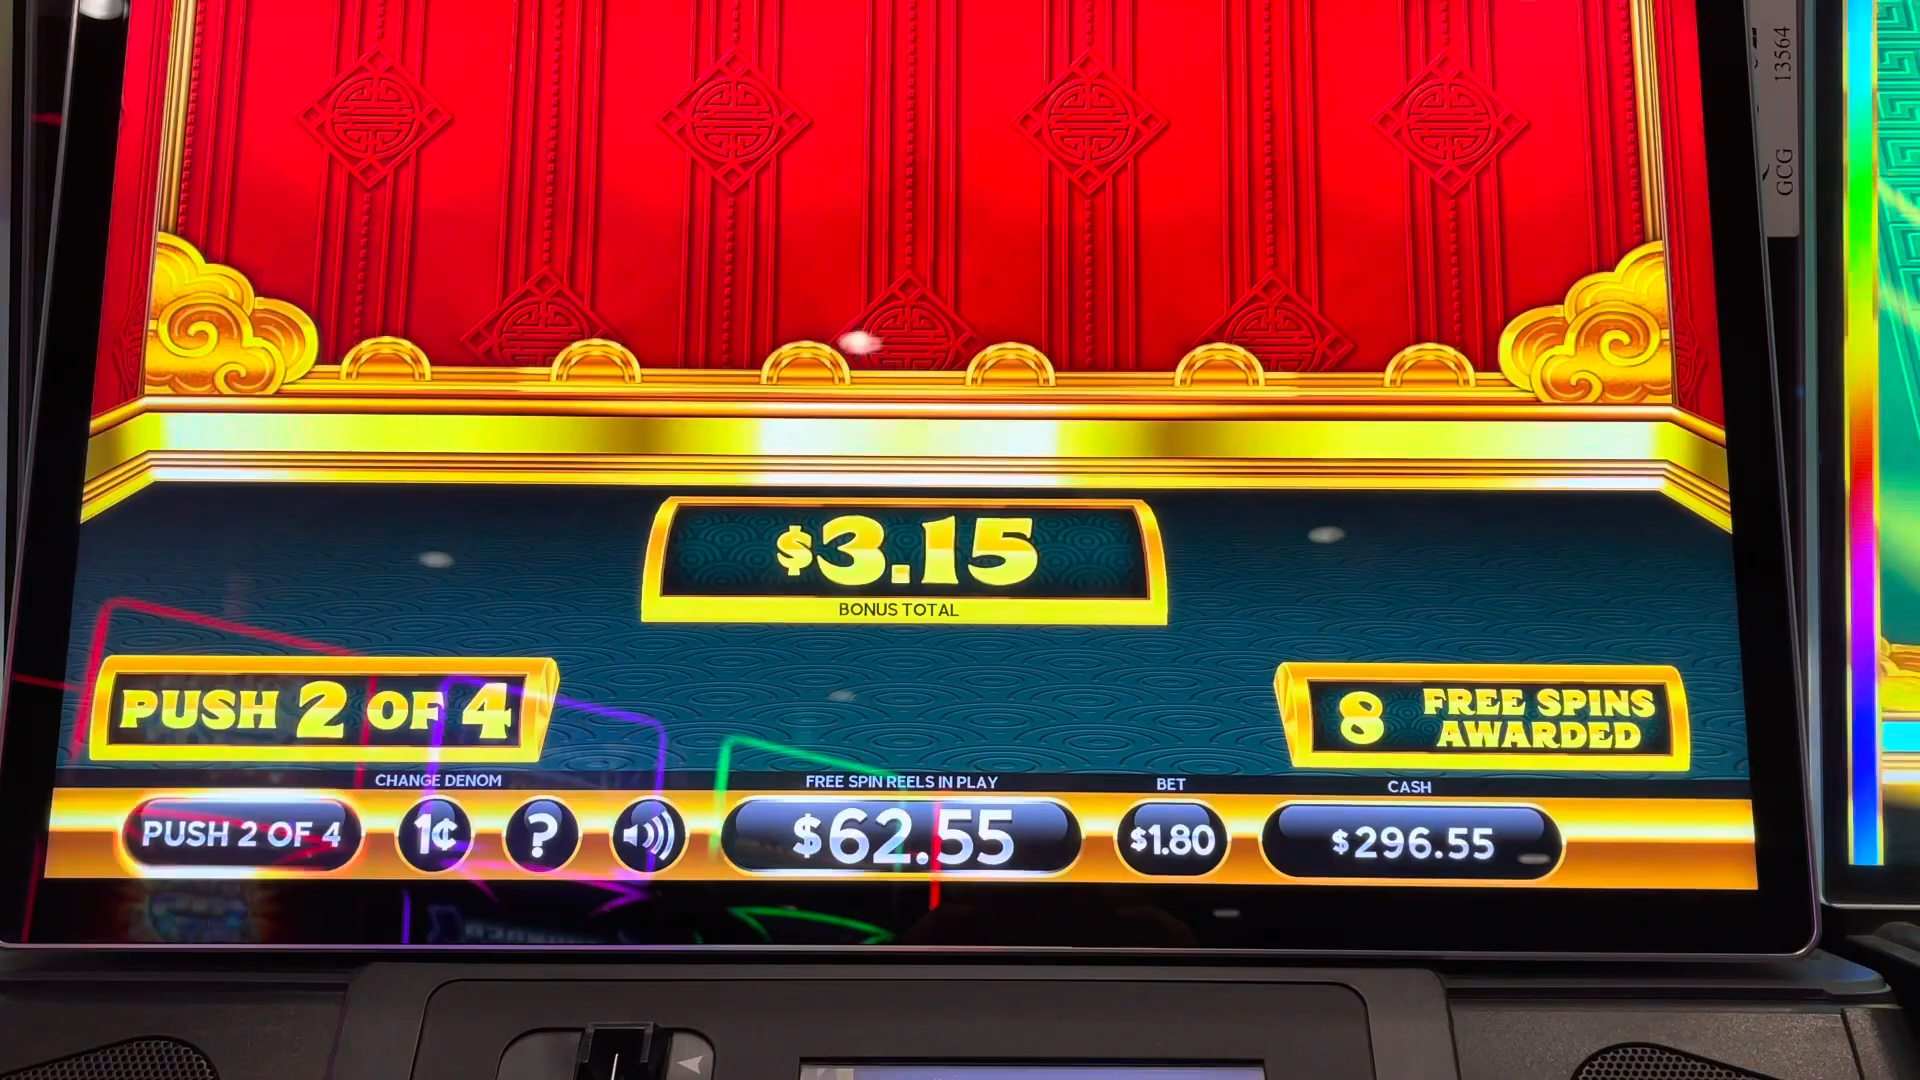 13564
GCG
$3.15
BONUS TOTAL
PUSH 2 OF 4
8 FREE SPINS
AWARDED
CHANGE DENOM
FREE SPIN REELS IN PLAY
BET
CASH
PUSH 2 OF 4
1¢
?
$62.55
$1.80
$296.55